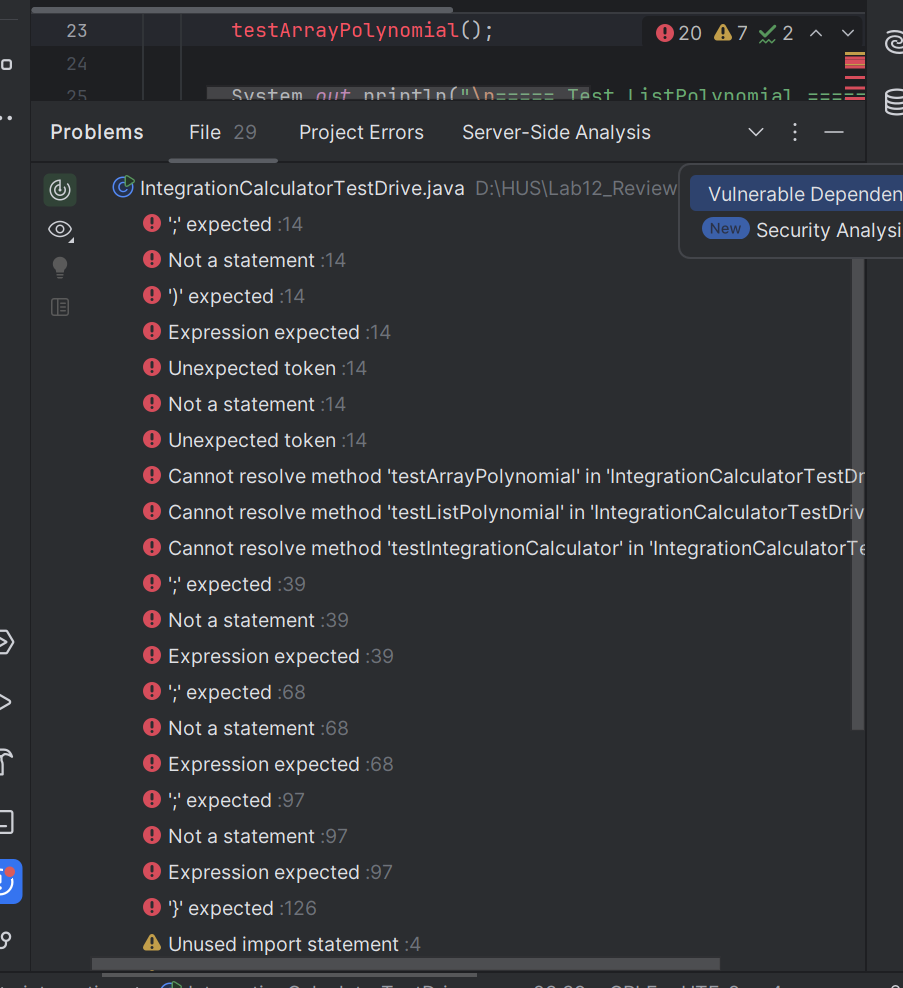 23 testArrayPolynomial(); 20 7 2
24
25 System.out.println("\n===== Test ListPolynomial =====
Problems File 29 Project Errors Server-Side Analysis
IntegrationCalculatorTestDrive.java D:\HUS\Lab12_Review
Vulnerable Dependen
New Security Analysi
';' expected :14
Not a statement :14
')' expected :14
Expression expected :14
Unexpected token :14
Not a statement :14
Unexpected token :14
Cannot resolve method 'testArrayPolynomial' in 'IntegrationCalculatorTestDr
Cannot resolve method 'testListPolynomial' in 'IntegrationCalculatorTestDriv
Cannot resolve method 'testIntegrationCalculator' in 'IntegrationCalculatorTe
';' expected :39
Not a statement :39
Expression expected :39
';' expected :68
Not a statement :68
Expression expected :68
';' expected :97
Not a statement :97
Expression expected :97
'}' expected :126
Unused import statement :4